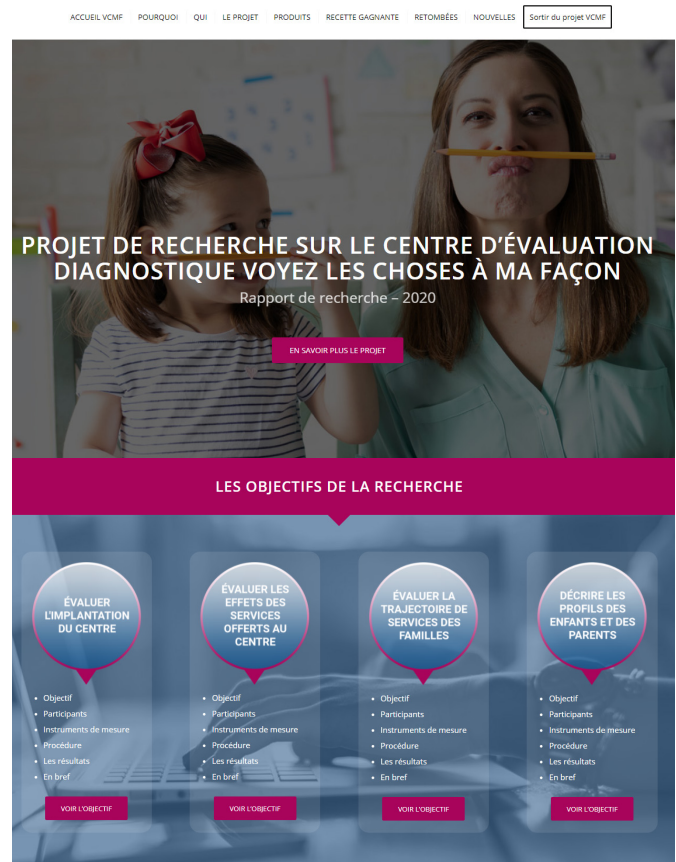 ACCUEIL VCMF POURQUOI QUI LE PROJET PRODUITS RECETTE GAGNANTE RETOMBÉES NOUVELLES Sortir du projet VCMF
PROJET DE RECHERCHE SUR LE CENTRE D'ÉVALUATION
DIAGNOSTIQUE VOYEZ LES CHOSES À MA FAÇON
Rapport de recherche – 2020
EN SAVOIR PLUS LE PROJET
LES OBJECTIFS DE LA RECHERCHE
ÉVALUER
L'IMPLANTATION
DU CENTRE
• Objectif
• Participants
• Instruments de mesure
• Procédure
• Les résultats
• En bref
VOIR L'OBJECTIF
ÉVALUER LES
EFFETS DES
SERVICES
OFFERTS AU
CENTRE
• Objectif
• Participants
• Instruments de mesure
• Procédure
• Les résultats
• En bref
VOIR L'OBJECTIF
ÉVALUER LA
TRAJECTOIRE DE
SERVICES DES
FAMILLES
• Objectif
• Participants
• Instruments de mesure
• Procédure
• Les résultats
• En bref
VOIR L'OBJECTIF
DÉCRIRE LES
PROFILS DES
ENFANTS ET DES
PARENTS
• Objectif
• Participants
• Instruments de mesure
• Procédure
• Les résultats
• En bref
VOIR L'OBJECTIF